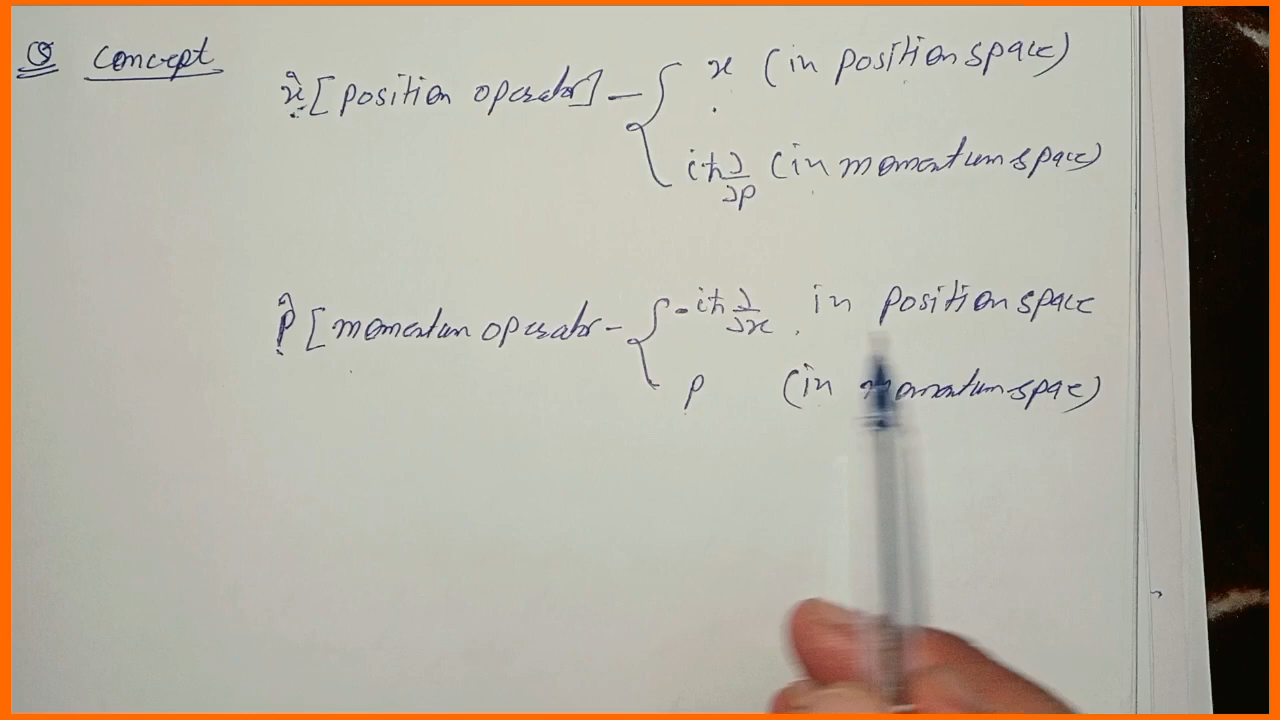 Q Concept
x̂ [position operator] — { x (in position space)
iħ ∂/∂p (in momentum space)
p̂ [momentum operator - { -iħ ∂/∂x in position space
p (in momentum space)